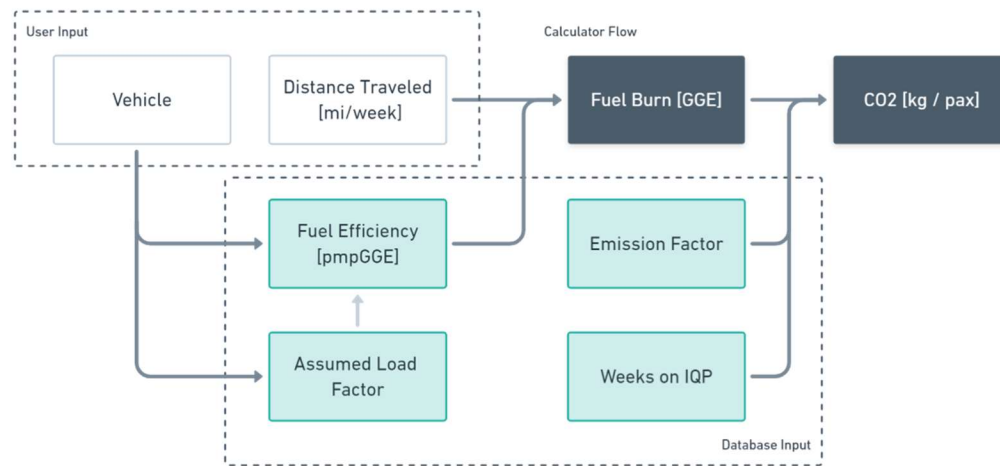 User Input
Calculator Flow
Vehicle
Distance Traveled
[mi/week]
Fuel Burn [GGE]
CO2 [kg / pax]
Fuel Efficiency
[pmpGGE]
Emission Factor
Assumed Load
Factor
Weeks on IQP
Database Input